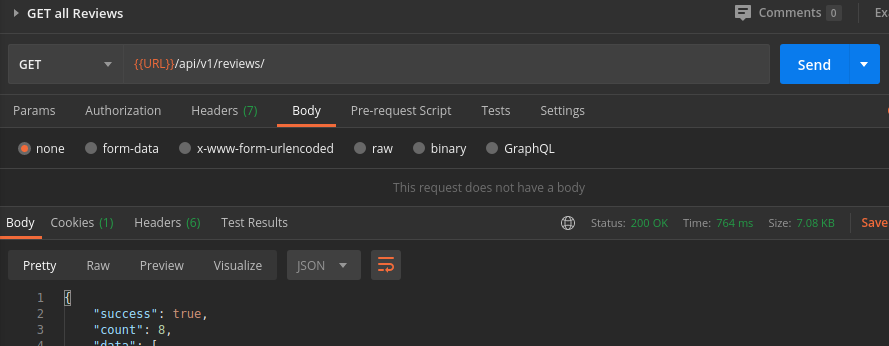 GET all Reviews Comments 0 Ex
GET {{URL}}/api/v1/reviews/ Send
Params Authorization Headers (7) Body Pre-request Script Tests Settings
none form-data x-www-form-urlencoded raw binary GraphQL
This request does not have a body
Body Cookies (1) Headers (6) Test Results Status: 200 OK Time: 764 ms Size: 7.08 KB Save
Pretty Raw Preview Visualize JSON
1 {
2 "success": true,
3 "count": 8,
4 "data": [